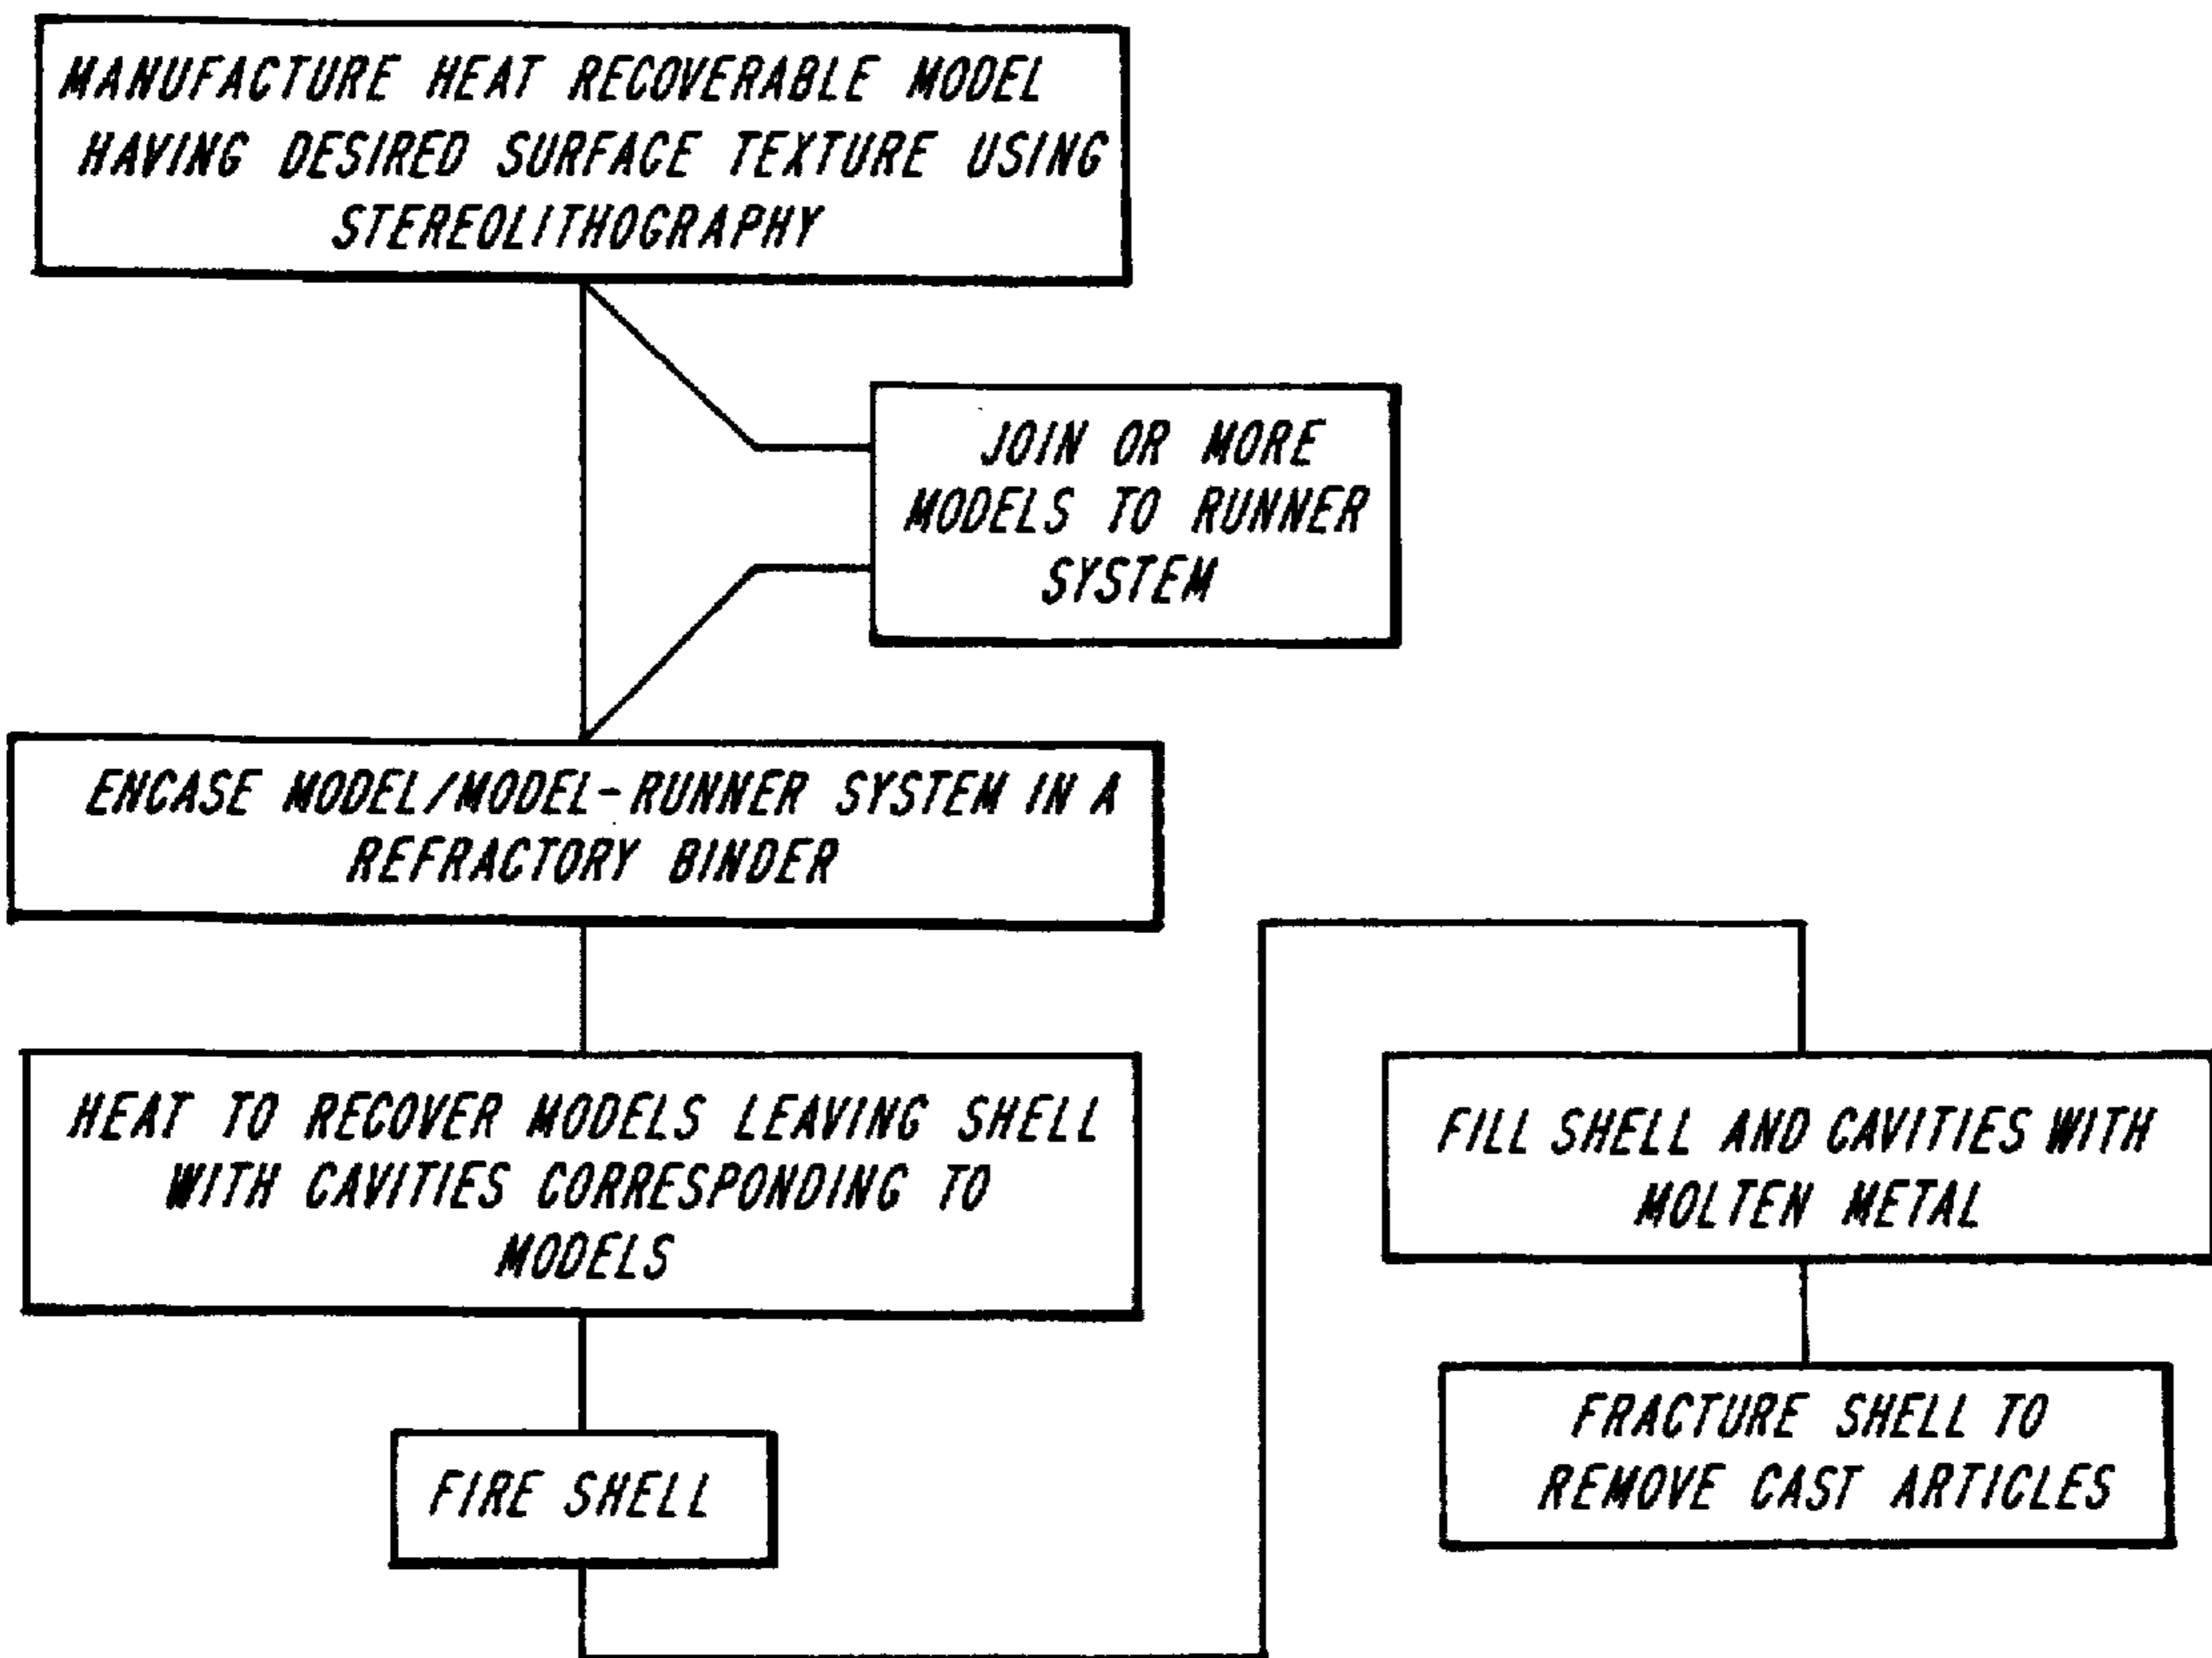 MANUFACTURE HEAT RECOVERABLE MODEL
HAVING DESIRED SURFACE TEXTURE USING
STEREOLITHOGRAPHY
JOIN OR MORE
MODELS TO RUNNER
SYSTEM
ENCASE MODEL/MODEL-RUNNER SYSTEM IN A
REFRACTORY BINDER
HEAT TO RECOVER MODELS LEAVING SHELL
WITH CAVITIES CORRESPONDING TO
MODELS
FIRE SHELL
FILL SHELL AND CAVITIES WITH
MOLTEN METAL
FRACTURE SHELL TO
REMOVE CAST ARTICLES